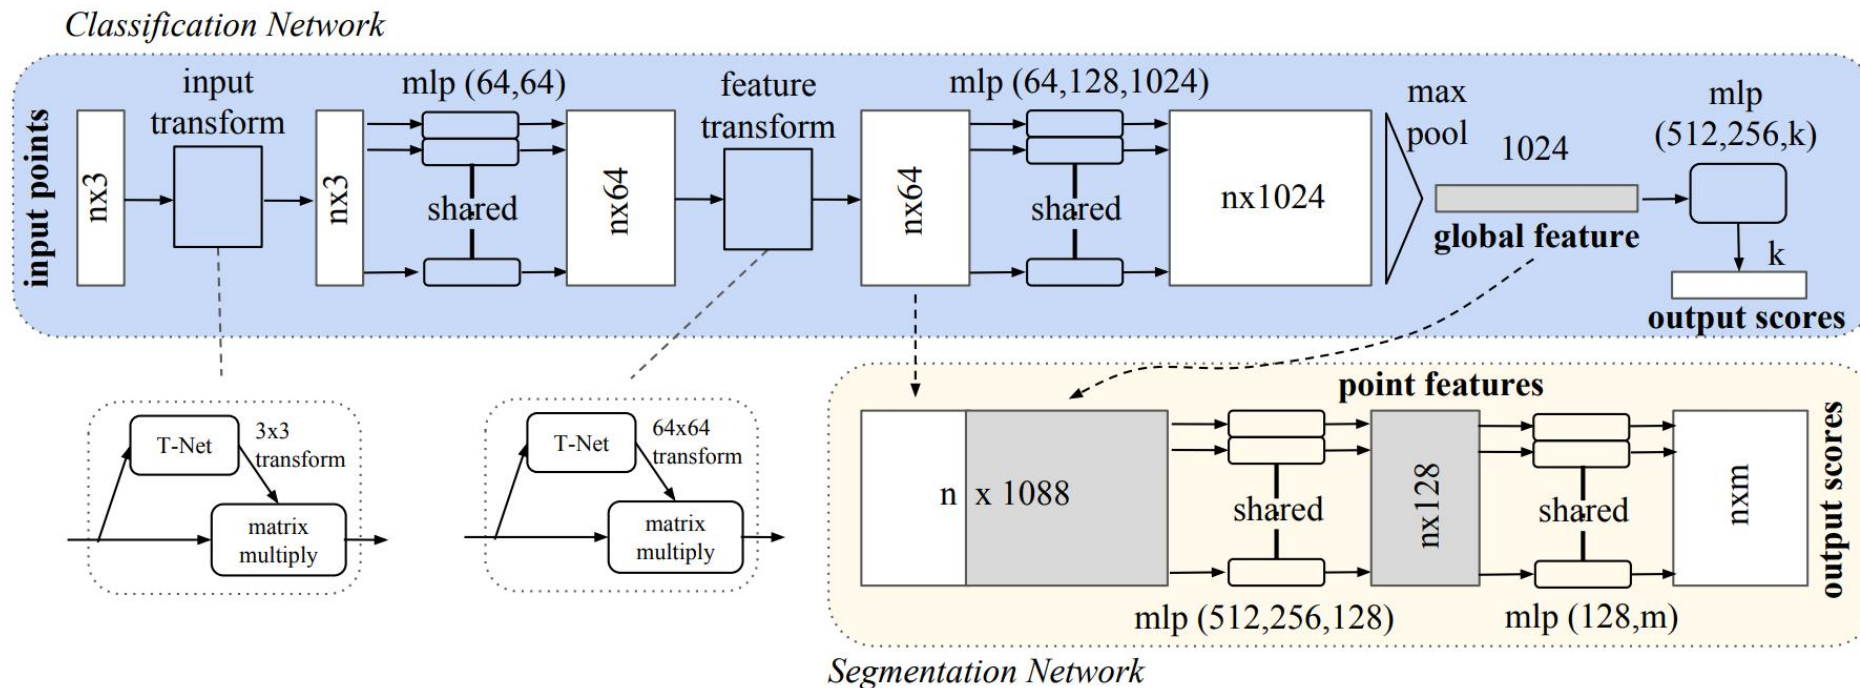 Classification Network
input points
nx3
input
transform
nx3
mlp (64,64)
shared
nx64
feature
transform
nx64
mlp (64,128,1024)
shared
nx1024
max
pool
1024
global feature
mlp
(512,256,k)
k
output scores
T-Net
3x3
transform
matrix
multiply
T-Net
64x64
transform
matrix
multiply
point features
n x 1088
shared
mlp (512,256,128)
nx128
shared
mlp (128,m)
nxm
output scores
Segmentation Network